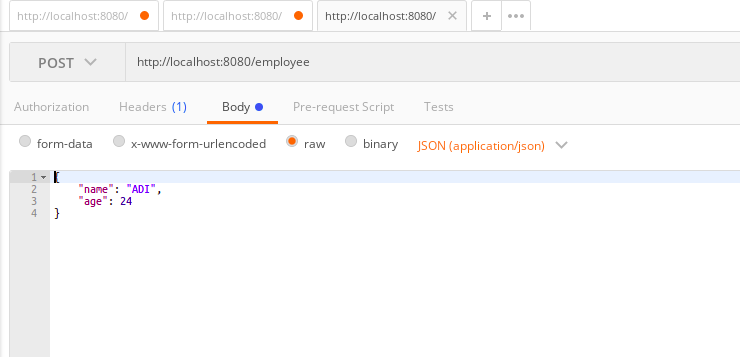 http://localhost:8080/ http://localhost:8080/ http://localhost:8080/ × + •••
POST http://localhost:8080/employee
Authorization Headers (1) Body Pre-request Script Tests
form-data x-www-form-urlencoded raw binary JSON (application/json)
1 {
2 "name": "ADI",
3 "age": 24
4 }